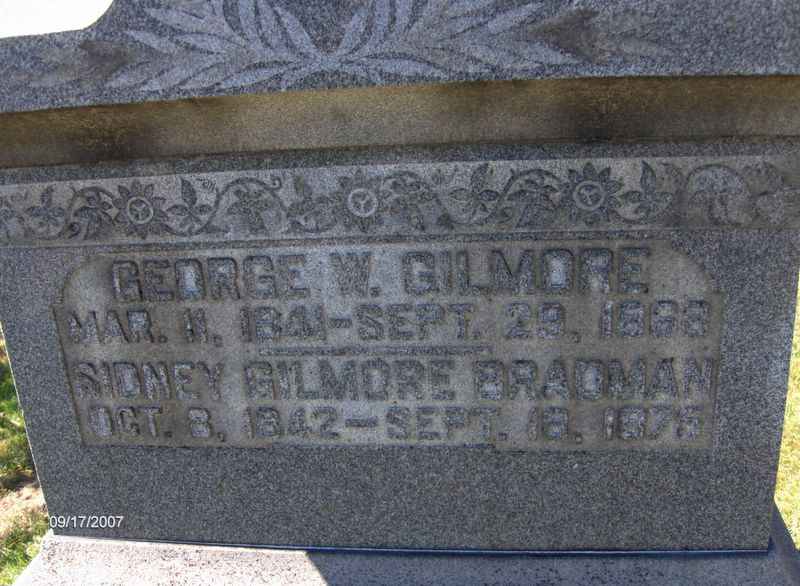 GEORGE W. GILMORE
MAR. 11, 1841-SEPT. 29,
SIDNEY GILMORE BRADMAN
OCT. 8, 1842-SEPT. 18, 1875
09/17/2007